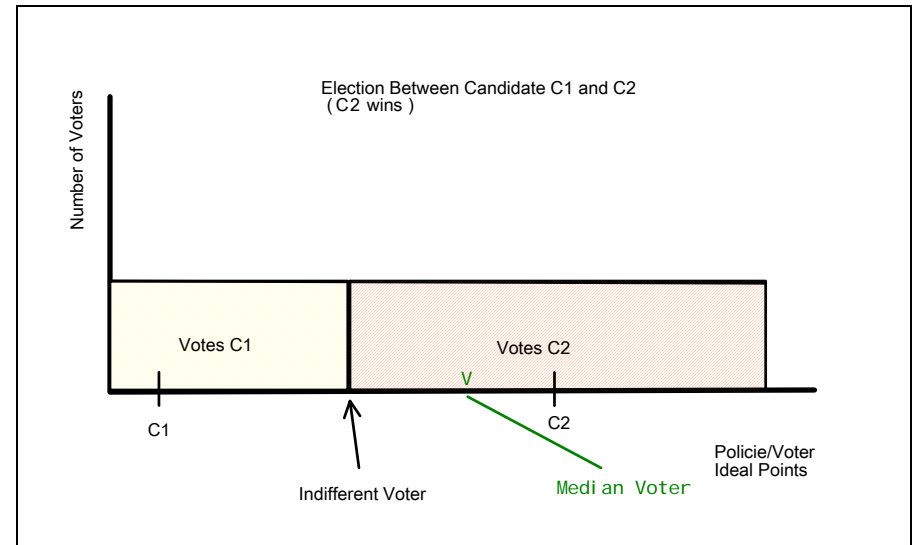 Election Between Candidate C1 and C2
( C2 wins )
Number of Voters
Votes C1
Votes C2
V
C1
C2
Policie/Voter
Ideal Points
Indifferent Voter
Median Voter